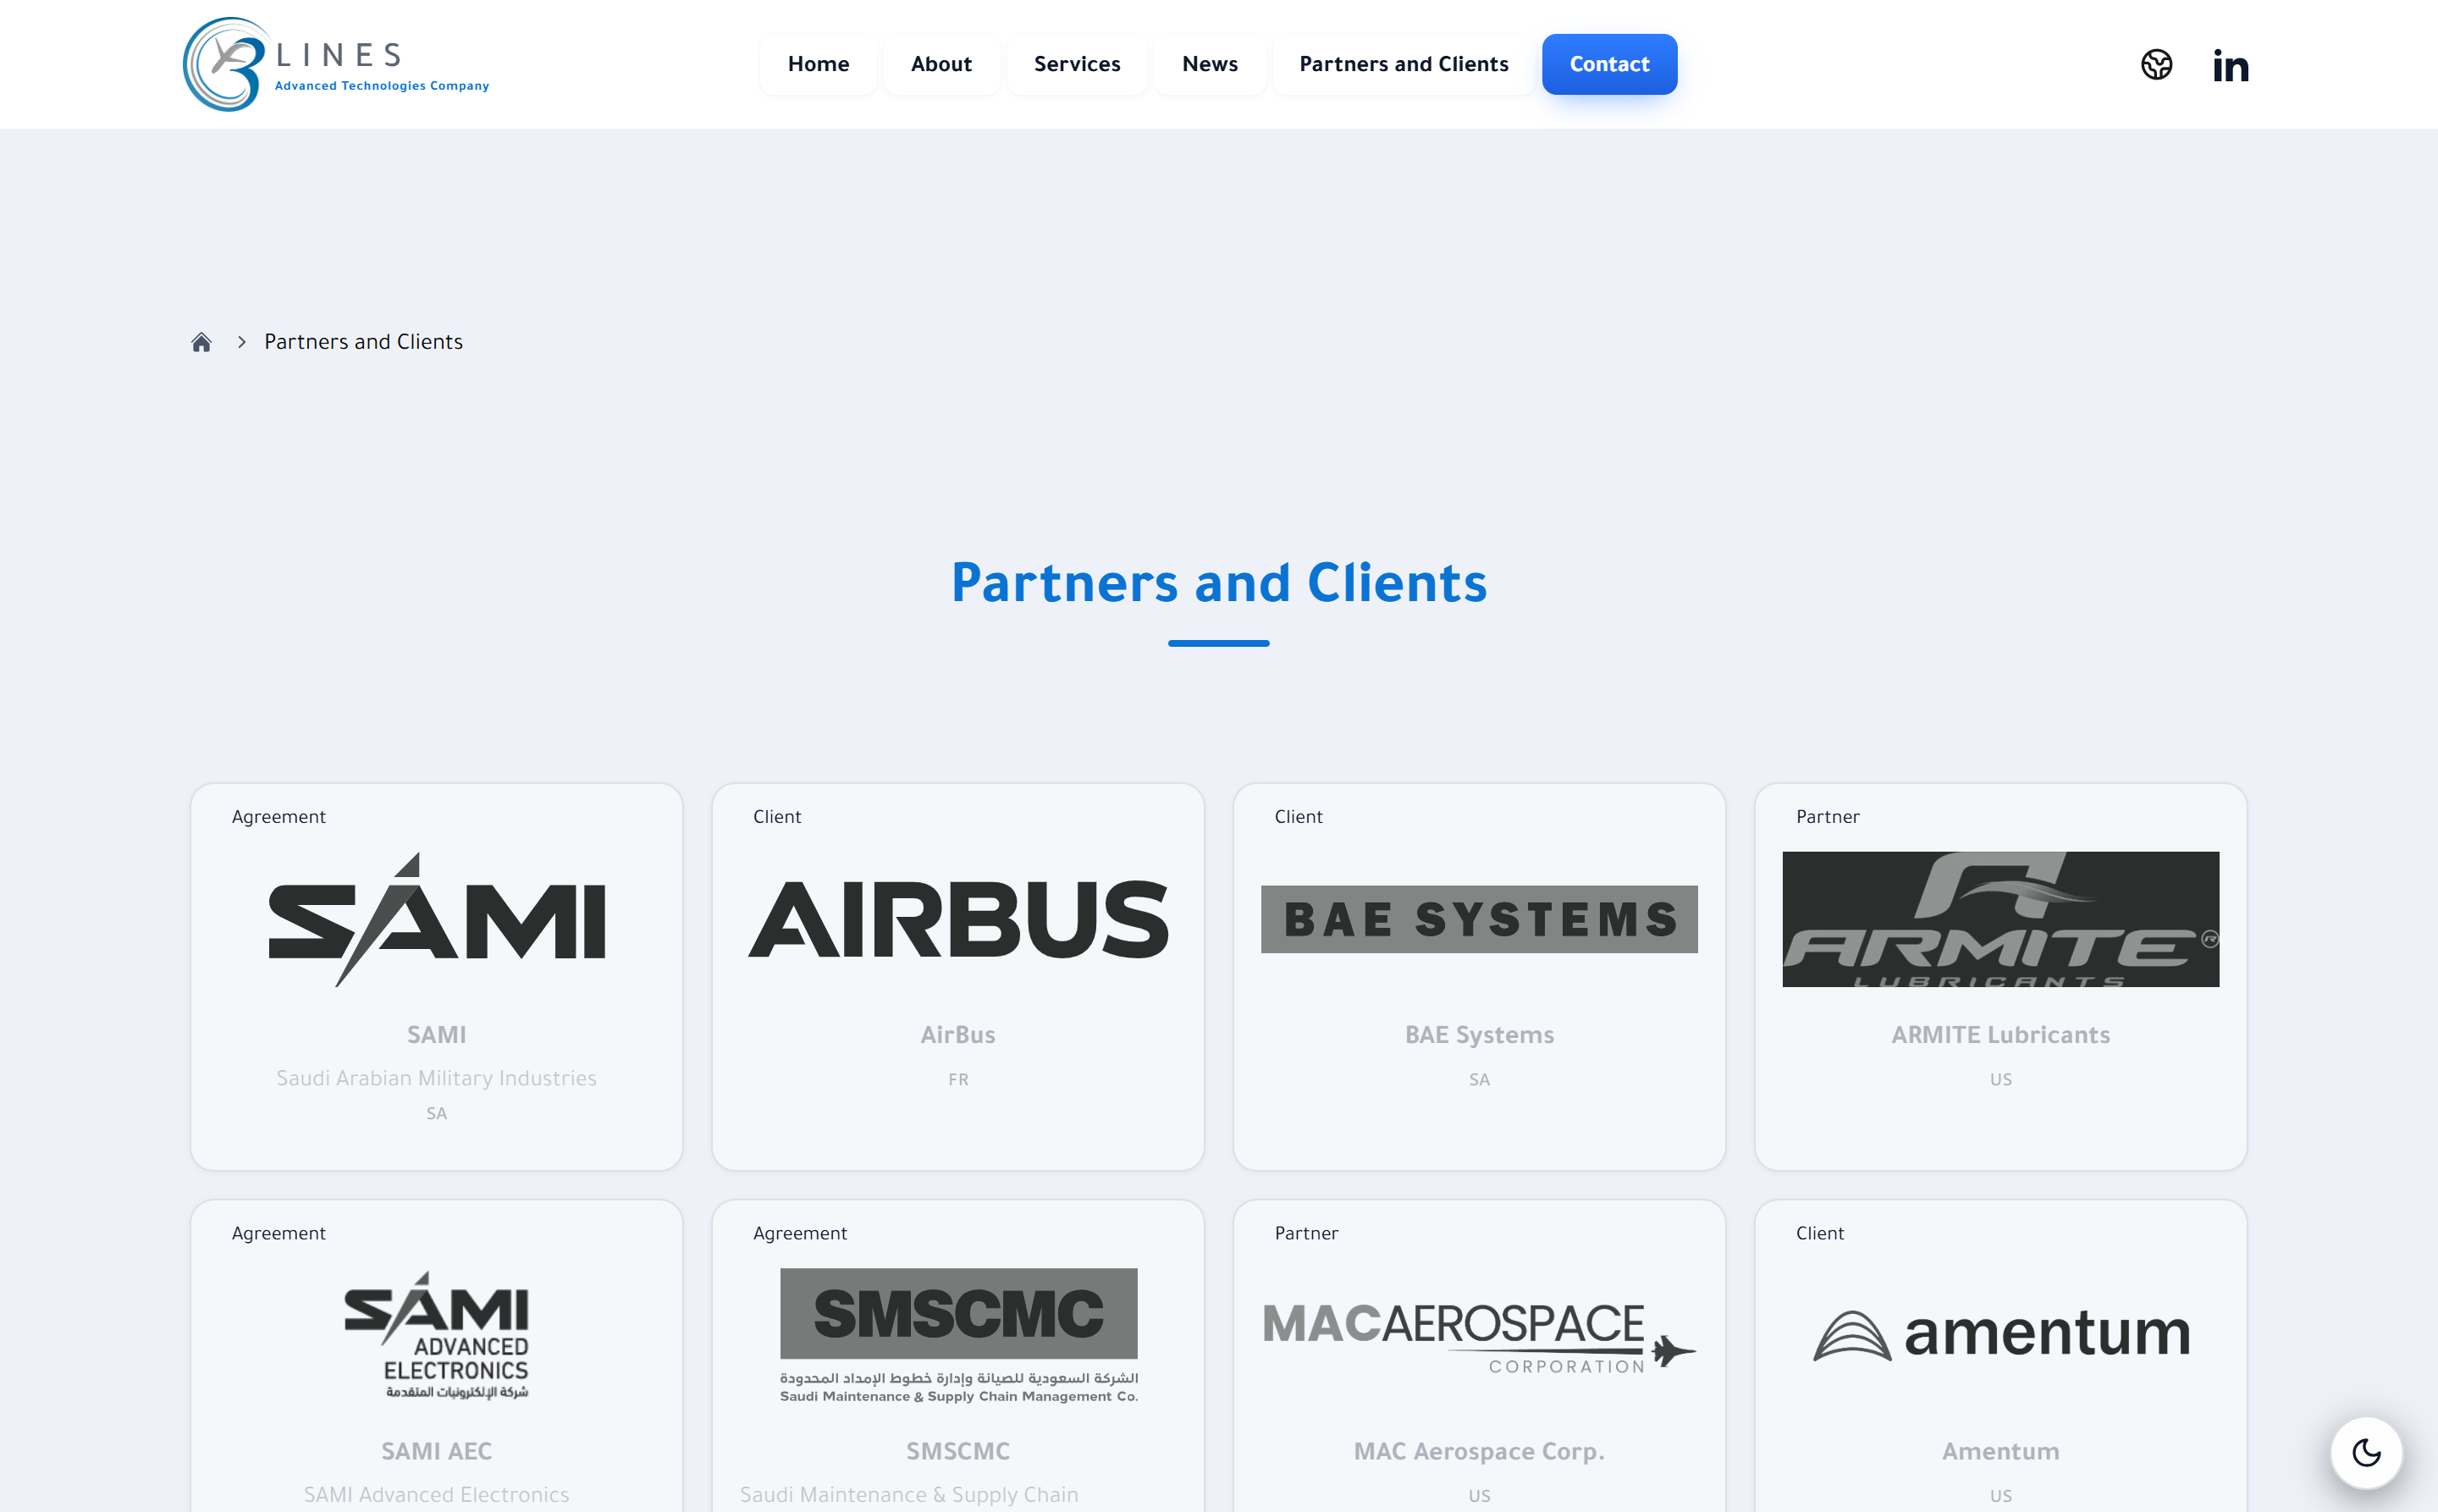 3 LINES
Advanced Technologies Company
Home
About
Services
News
Partners and Clients
Contact
in
Partners and Clients
Partners and Clients
Agreement
SAMI
SAMI
Saudi Arabian Military Industries
SA
Client
AIRBUS
AirBus
FR
Client
BAE SYSTEMS
BAE Systems
SA
Partner
ARMITE ®
LUBRICANTS
ARMITE Lubricants
US
Agreement
SAMI
ADVANCED
ELECTRONICS
شركة الإلكترونيات المتقدمة
SAMI AEC
SAMI Advanced Electronics
Agreement
SMSCMC
الشركة السعودية للصيانة وإدارة خطوط الإمداد المحدودة
Saudi Maintenance & Supply Chain Management Co.
SMSCMC
Saudi Maintenance & Supply Chain
Partner
MACAEROSPACE
CORPORATION
MAC Aerospace Corp.
US
Client
amentum
Amentum
US